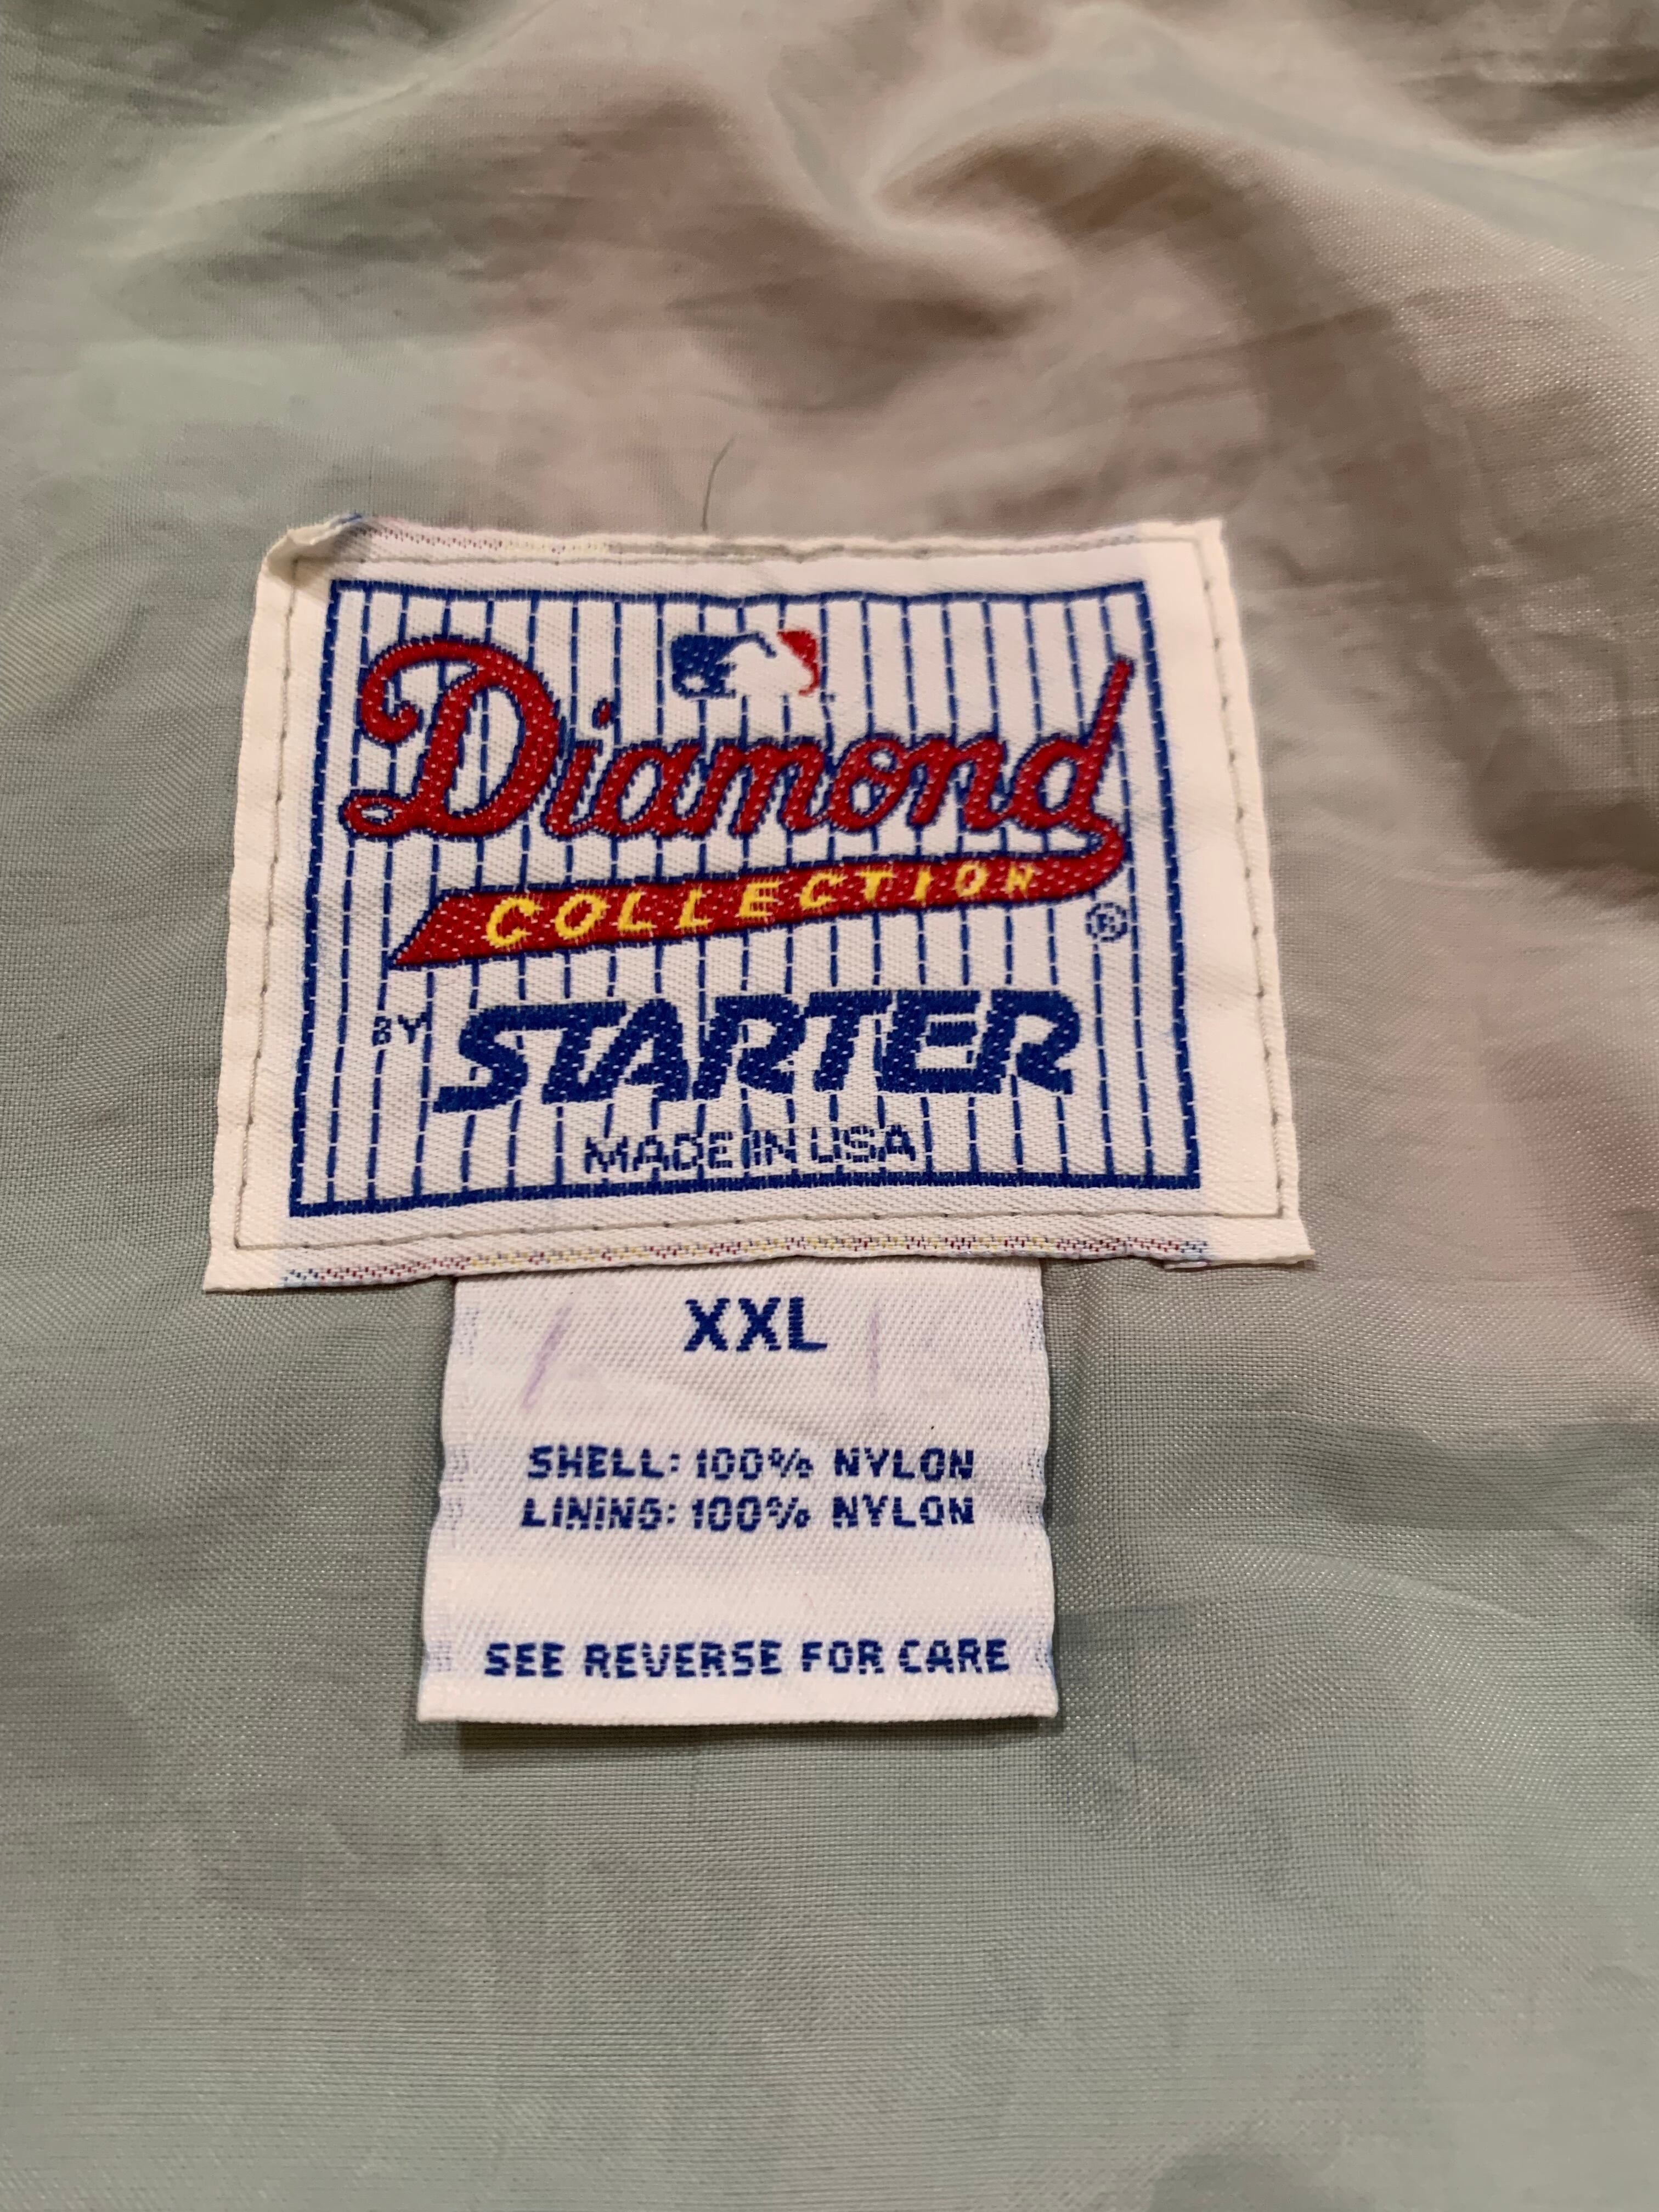 Diamond
COLLECTION
®
BY STARTER
MADE IN USA
XXL
SHELL: 100% NYLON
LINING: 100% NYLON
SEE REVERSE FOR CARE